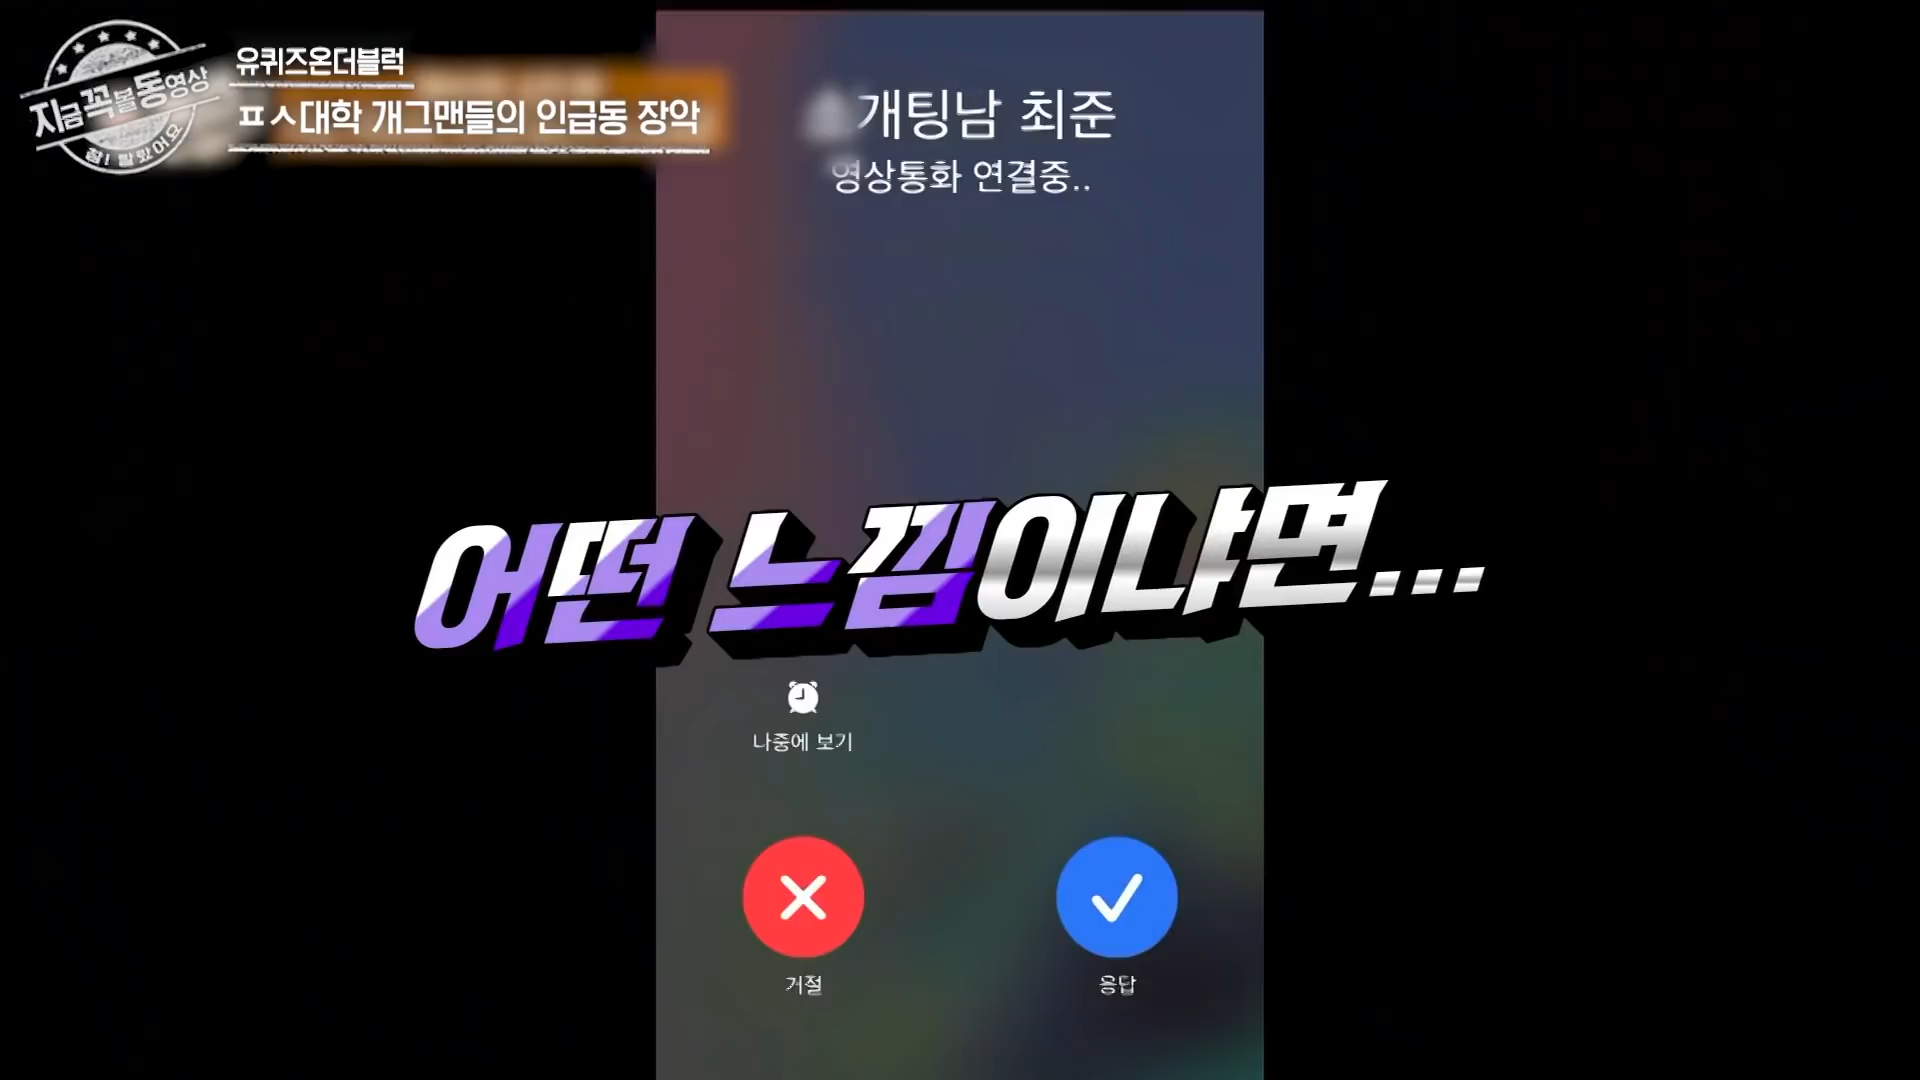 지금 꼭 볼 동영상
참! 잘 봤어요
유퀴즈온더블럭
ㅍㅅ대학 개그맨들의 인급동 장악
개팅남 최준
영상통화 연결중..
어떤 느낌이냐면...
나중에 보기
거절
응답